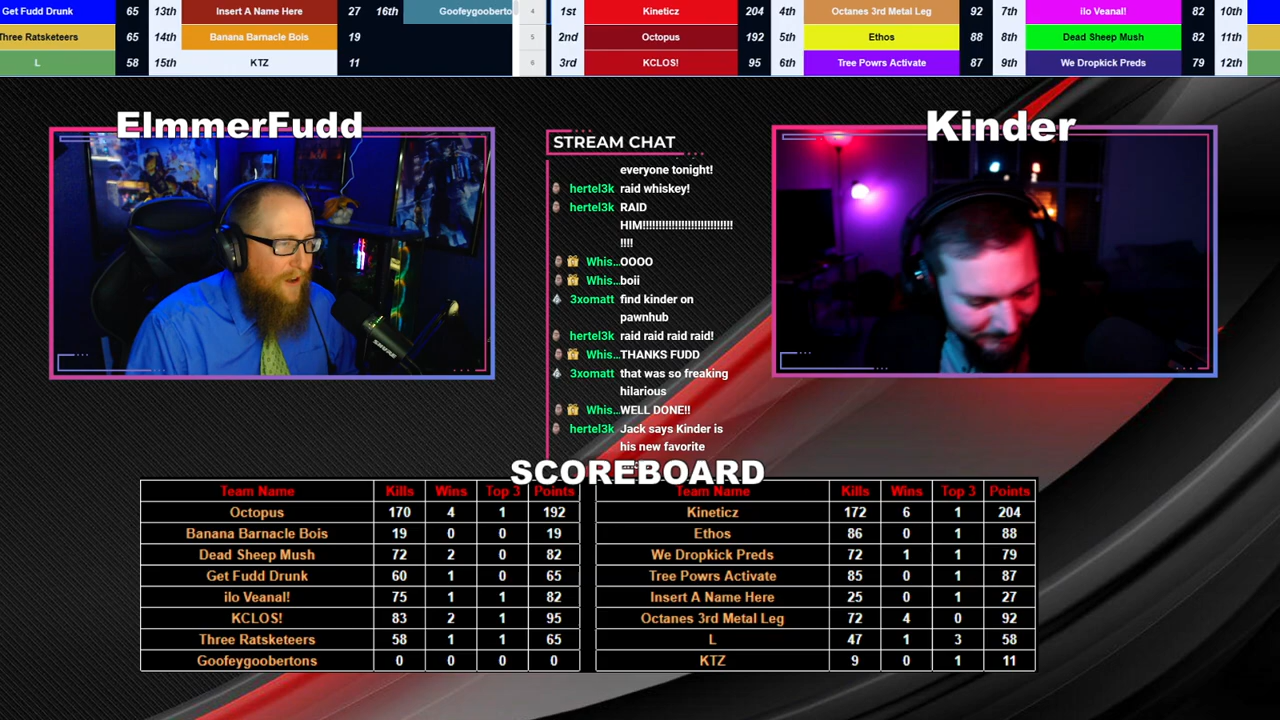 Get Fudd Drunk 65 13th Insert A Name Here 27 16th Goofeygooberto 4 1st Kineticz 204 4th Octanes 3rd Metal Leg 92 7th ilo Veanal! 82 10th
Three Ratsketeers 65 14th Banana Barnacle Bois 19 5 2nd Octopus 192 5th Ethos 88 8th Dead Sheep Mush 82 11th
L 58 15th KTZ 11 6 3rd KCLOS! 95 6th Tree Powrs Activate 87 9th We Dropkick Preds 79 12th
ElmmerFudd
Kinder
STREAM CHAT
everyone tonight!
hertel3k raid whiskey!
hertel3k RAID
HIM!!!!!!!!!!!!!!!!!!!!!!!!!!!
!!!!
Whis...OOOO
Whis...boii
3xomatt find kinder on
pawnhub
hertel3k raid raid raid raid!
Whis...THANKS FUDD
3xomatt that was so freaking
hilarious
Whis...WELL DONE!!
hertel3k Jack says Kinder is
his new favorite
SHURE
SCOREBOARD
Team Name Kills Wins Top 3 Points
Octopus 170 4 1 192
Banana Barnacle Bois 19 0 0 19
Dead Sheep Mush 72 2 0 82
Get Fudd Drunk 60 1 0 65
ilo Veanal! 75 1 1 82
KCLOS! 83 2 1 95
Three Ratsketeers 58 1 1 65
Goofeygoobertons 0 0 0 0
Team Name Kills Wins Top 3 Points
Kineticz 172 6 1 204
Ethos 86 0 1 88
We Dropkick Preds 72 1 1 79
Tree Powrs Activate 85 0 1 87
Insert A Name Here 25 0 1 27
Octanes 3rd Metal Leg 72 4 0 92
L 47 1 3 58
KTZ 9 0 1 11